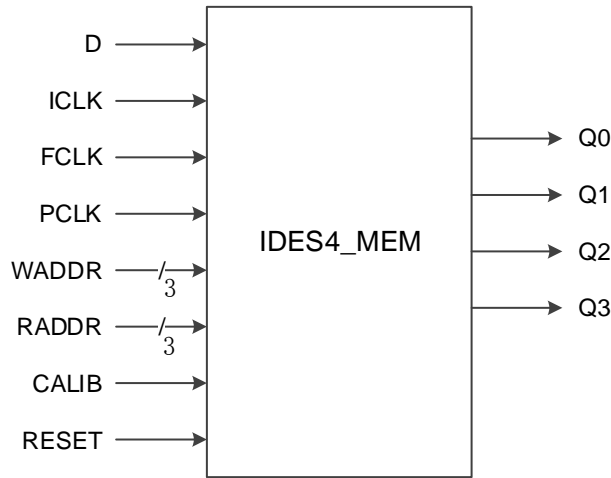 D
ICLK
FCLK
PCLK
WADDR
3
RADDR
3
CALIB
RESET
IDES4_MEM
Q0
Q1
Q2
Q3